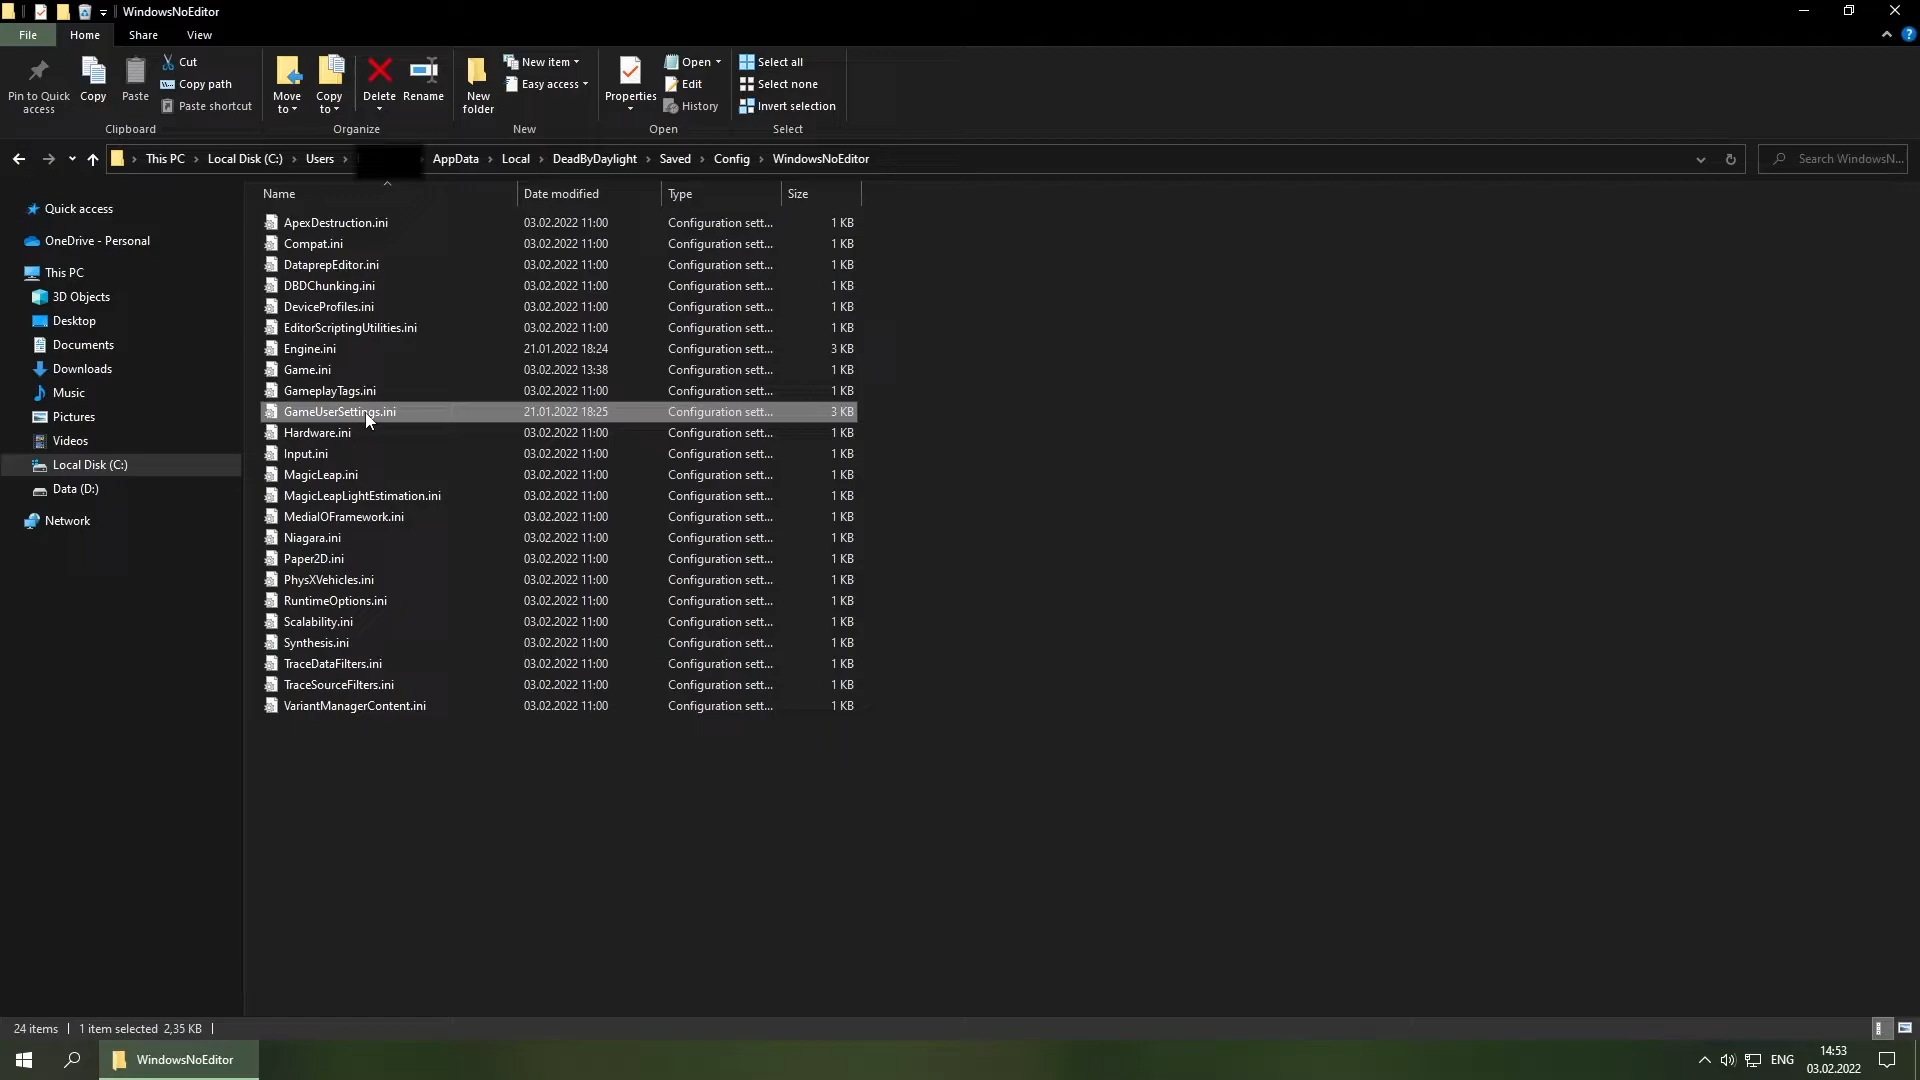 WindowsNoEditor
File Home Share View
Pin to Quick access
Copy
Paste
Cut
Copy path
Paste shortcut
Clipboard
Move to
Copy to
Delete
Rename
Organize
New folder
New item
Easy access
New
Properties
Open
Edit
History
Open
Select all
Select none
Invert selection
Select
This PC › Local Disk (C:) › Users › › AppData › Local › DeadByDaylight › Saved › Config › WindowsNoEditor
Search WindowsN...
Quick access
OneDrive - Personal
This PC
3D Objects
Desktop
Documents
Downloads
Music
Pictures
Videos
Local Disk (C:)
Data (D:)
Network
Name Date modified Type Size
ApexDestruction.ini 03.02.2022 11:00 Configuration sett... 1 KB
Compat.ini 03.02.2022 11:00 Configuration sett... 1 KB
DataprepEditor.ini 03.02.2022 11:00 Configuration sett... 1 KB
DBDChunking.ini 03.02.2022 11:00 Configuration sett... 1 KB
DeviceProfiles.ini 03.02.2022 11:00 Configuration sett... 1 KB
EditorScriptingUtilities.ini 03.02.2022 11:00 Configuration sett... 1 KB
Engine.ini 21.01.2022 18:24 Configuration sett... 3 KB
Game.ini 03.02.2022 13:38 Configuration sett... 1 KB
GameplayTags.ini 03.02.2022 11:00 Configuration sett... 1 KB
GameUserSettings.ini 21.01.2022 18:25 Configuration sett... 3 KB
Hardware.ini 03.02.2022 11:00 Configuration sett... 1 KB
Input.ini 03.02.2022 11:00 Configuration sett... 1 KB
MagicLeap.ini 03.02.2022 11:00 Configuration sett... 1 KB
MagicLeapLightEstimation.ini 03.02.2022 11:00 Configuration sett... 1 KB
MediaIOFramework.ini 03.02.2022 11:00 Configuration sett... 1 KB
Niagara.ini 03.02.2022 11:00 Configuration sett... 1 KB
Paper2D.ini 03.02.2022 11:00 Configuration sett... 1 KB
PhysXVehicles.ini 03.02.2022 11:00 Configuration sett... 1 KB
RuntimeOptions.ini 03.02.2022 11:00 Configuration sett... 1 KB
Scalability.ini 03.02.2022 11:00 Configuration sett... 1 KB
Synthesis.ini 03.02.2022 11:00 Configuration sett... 1 KB
TraceDataFilters.ini 03.02.2022 11:00 Configuration sett... 1 KB
TraceSourceFilters.ini 03.02.2022 11:00 Configuration sett... 1 KB
VariantManagerContent.ini 03.02.2022 11:00 Configuration sett... 1 KB
24 items | 1 item selected 2,35 KB |
WindowsNoEditor
ENG
14:53
03.02.2022